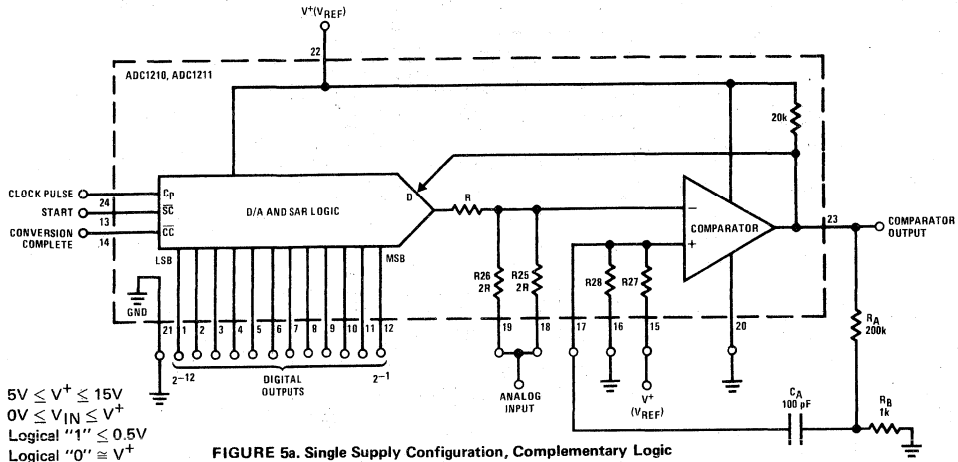 V+(VREF)
22
ADC1210, ADC1211
20k
CLOCK PULSE
24
Cp
START
13
SC
CONVERSION COMPLETE
14
CC
D/A AND SAR LOGIC
D
R
LSB
MSB
R26
2R
R25
2R
R28
R27
−
+
COMPARATOR
23
COMPARATOR OUTPUT
GND
21
1
2
3
4
5
6
7
8
9
10
11
12
19
18
17
16
15
20
RA
200k
2−12
DIGITAL OUTPUTS
2−1
ANALOG INPUT
V+
(VREF)
CA
100 pF
RB
1k
5V ≤ V+ ≤ 15V
0V ≤ VIN ≤ V+
Logical "1" ≤ 0.5V
Logical "0" ≅ V+
FIGURE 5a. Single Supply Configuration, Complementary Logic